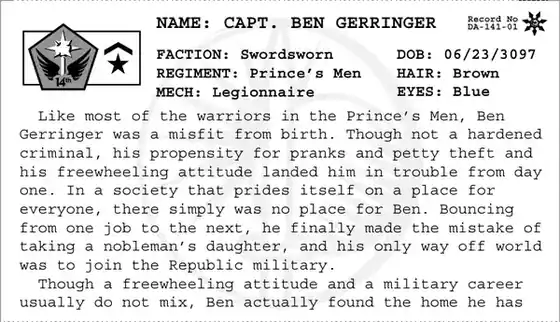 NAME: CAPT. BEN GERRINGER
Record No
DA-141-01
14th
FACTION: Swordsworn
DOB: 06/23/3097
REGIMENT: Prince's Men
HAIR: Brown
MECH: Legionnaire
EYES: Blue
Like most of the warriors in the Prince's Men, Ben
Gerringer was a misfit from birth. Though not a hardened
criminal, his propensity for pranks and petty theft and
his freewheeling attitude landed him in trouble from day
one. In a society that prides itself on a place for
everyone, there simply was no place for Ben. Bouncing
from one job to the next, he finally made the mistake of
taking a nobleman's daughter, and his only way off world
was to join the Republic military.
Though a freewheeling attitude and a military career
usually do not mix, Ben actually found the home he has